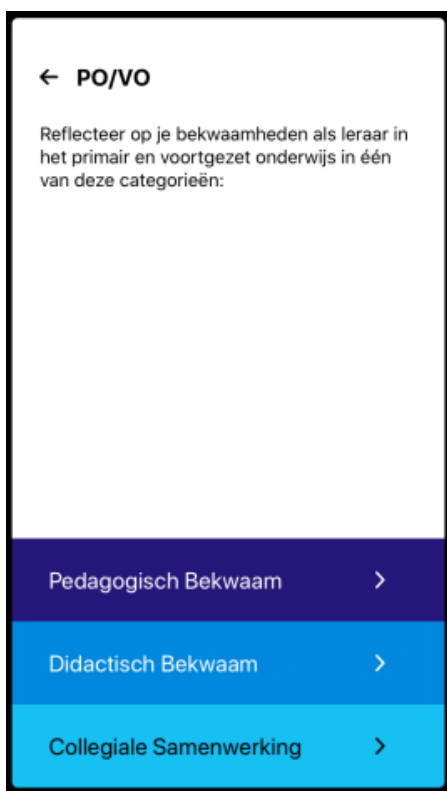 ← PO/VO
Reflecteer op je bekwaamheden als leraar in
het primair en voortgezet onderwijs in één
van deze categorieën:
Pedagogisch Bekwaam
Didactisch Bekwaam
Collegiale Samenwerking